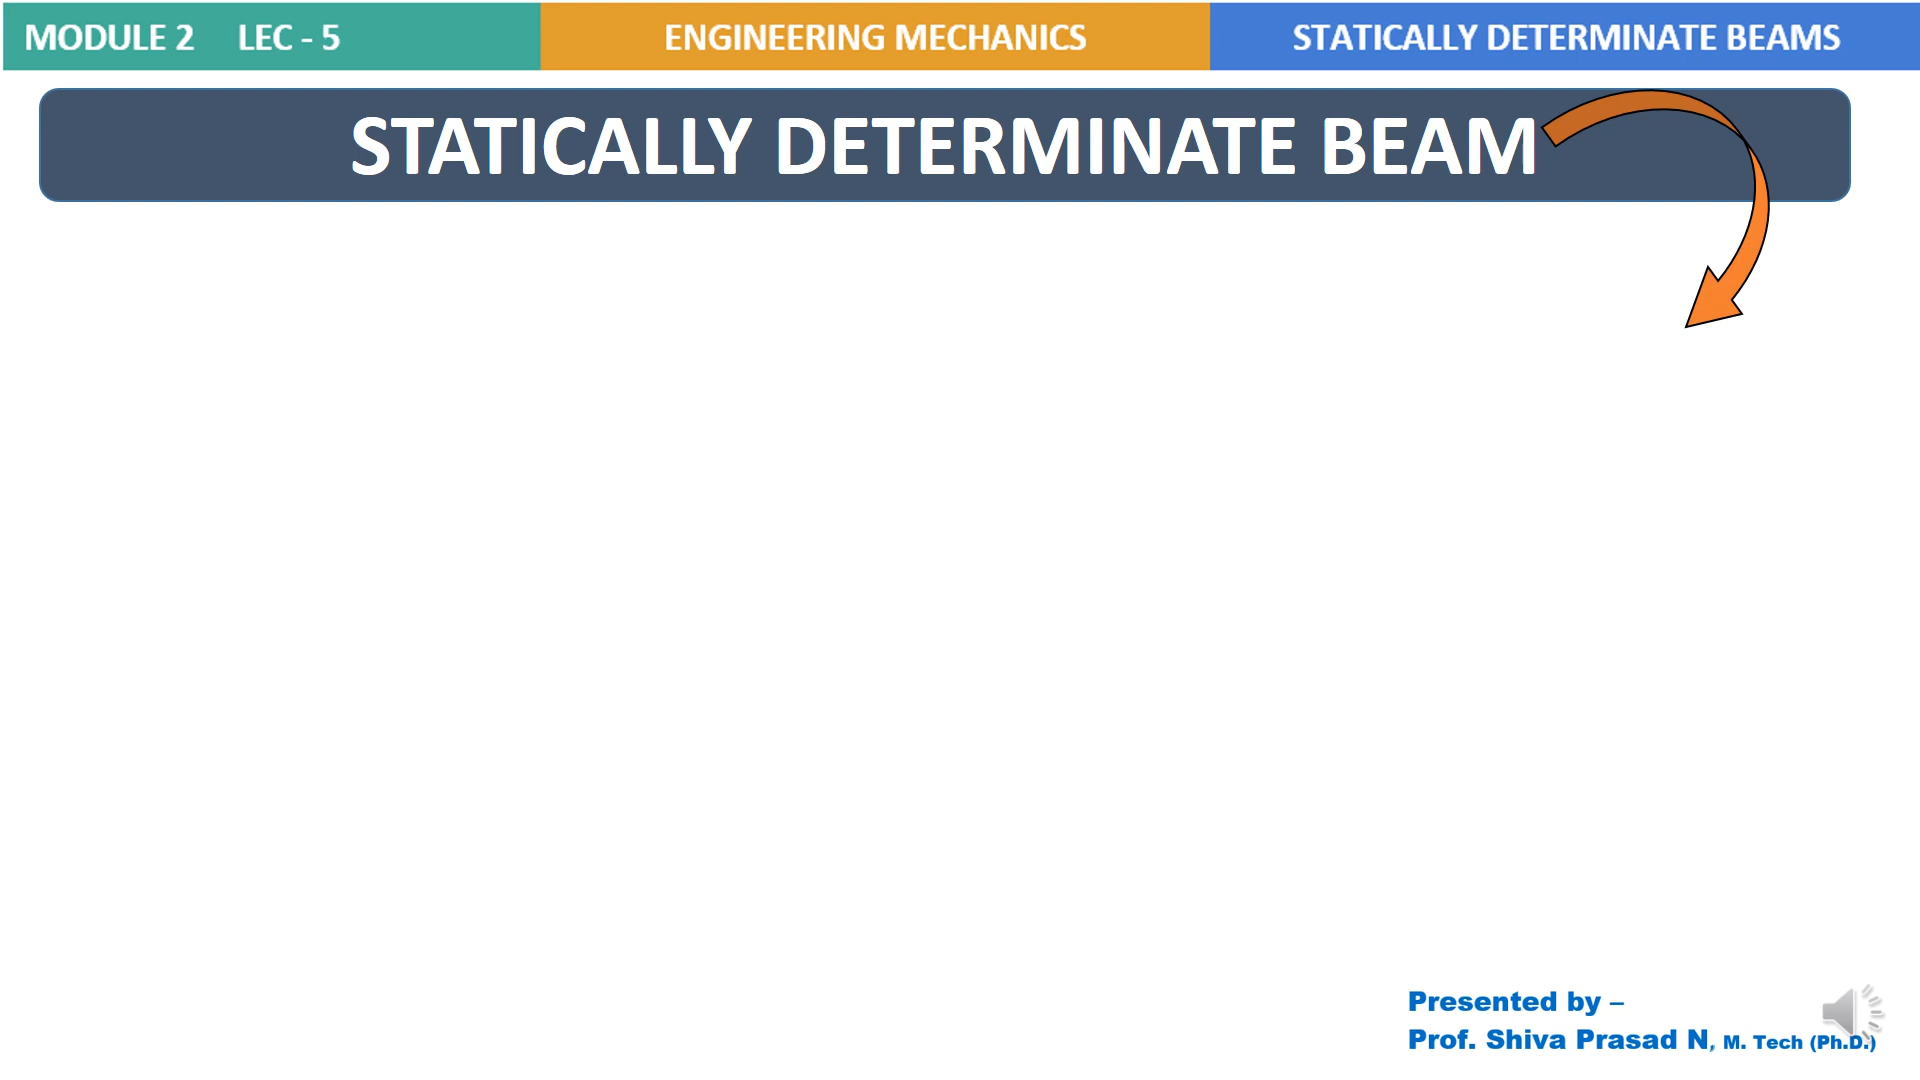 MODULE 2 LEC - 5
ENGINEERING MECHANICS
STATICALLY DETERMINATE BEAMS
STATICALLY DETERMINATE BEAM
Presented by –
Prof. Shiva Prasad N, M. Tech (Ph.D.)